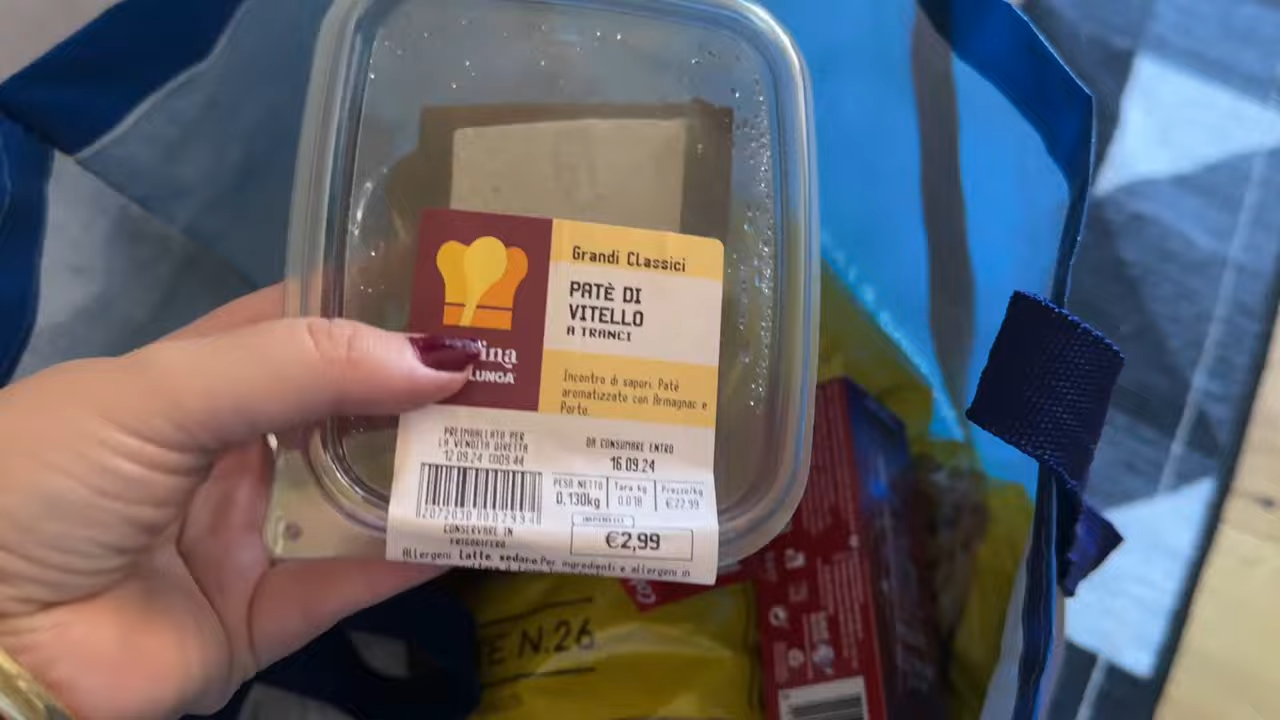 Grandi Classici
PATÈ DI
VITELLO
A TRANCI
ina
LUNGA
Incontro di sapori. Patè
aromatizzato con Armagnac e
Porto.
PREIMBALLATO PER
LA VENDITA DIRETTA
12.09.24
DA CONSUMARE ENTRO
16.09.24
PESO NETTO
0,130kg
Tara kg
0.018
Prezzo/kg
€22.99
IMPORTO
€2,99
CONSERVARE IN
FRIGORIFERO
Allergeni: latte, sedano.Per ingredienti e allergeni in
E N.26